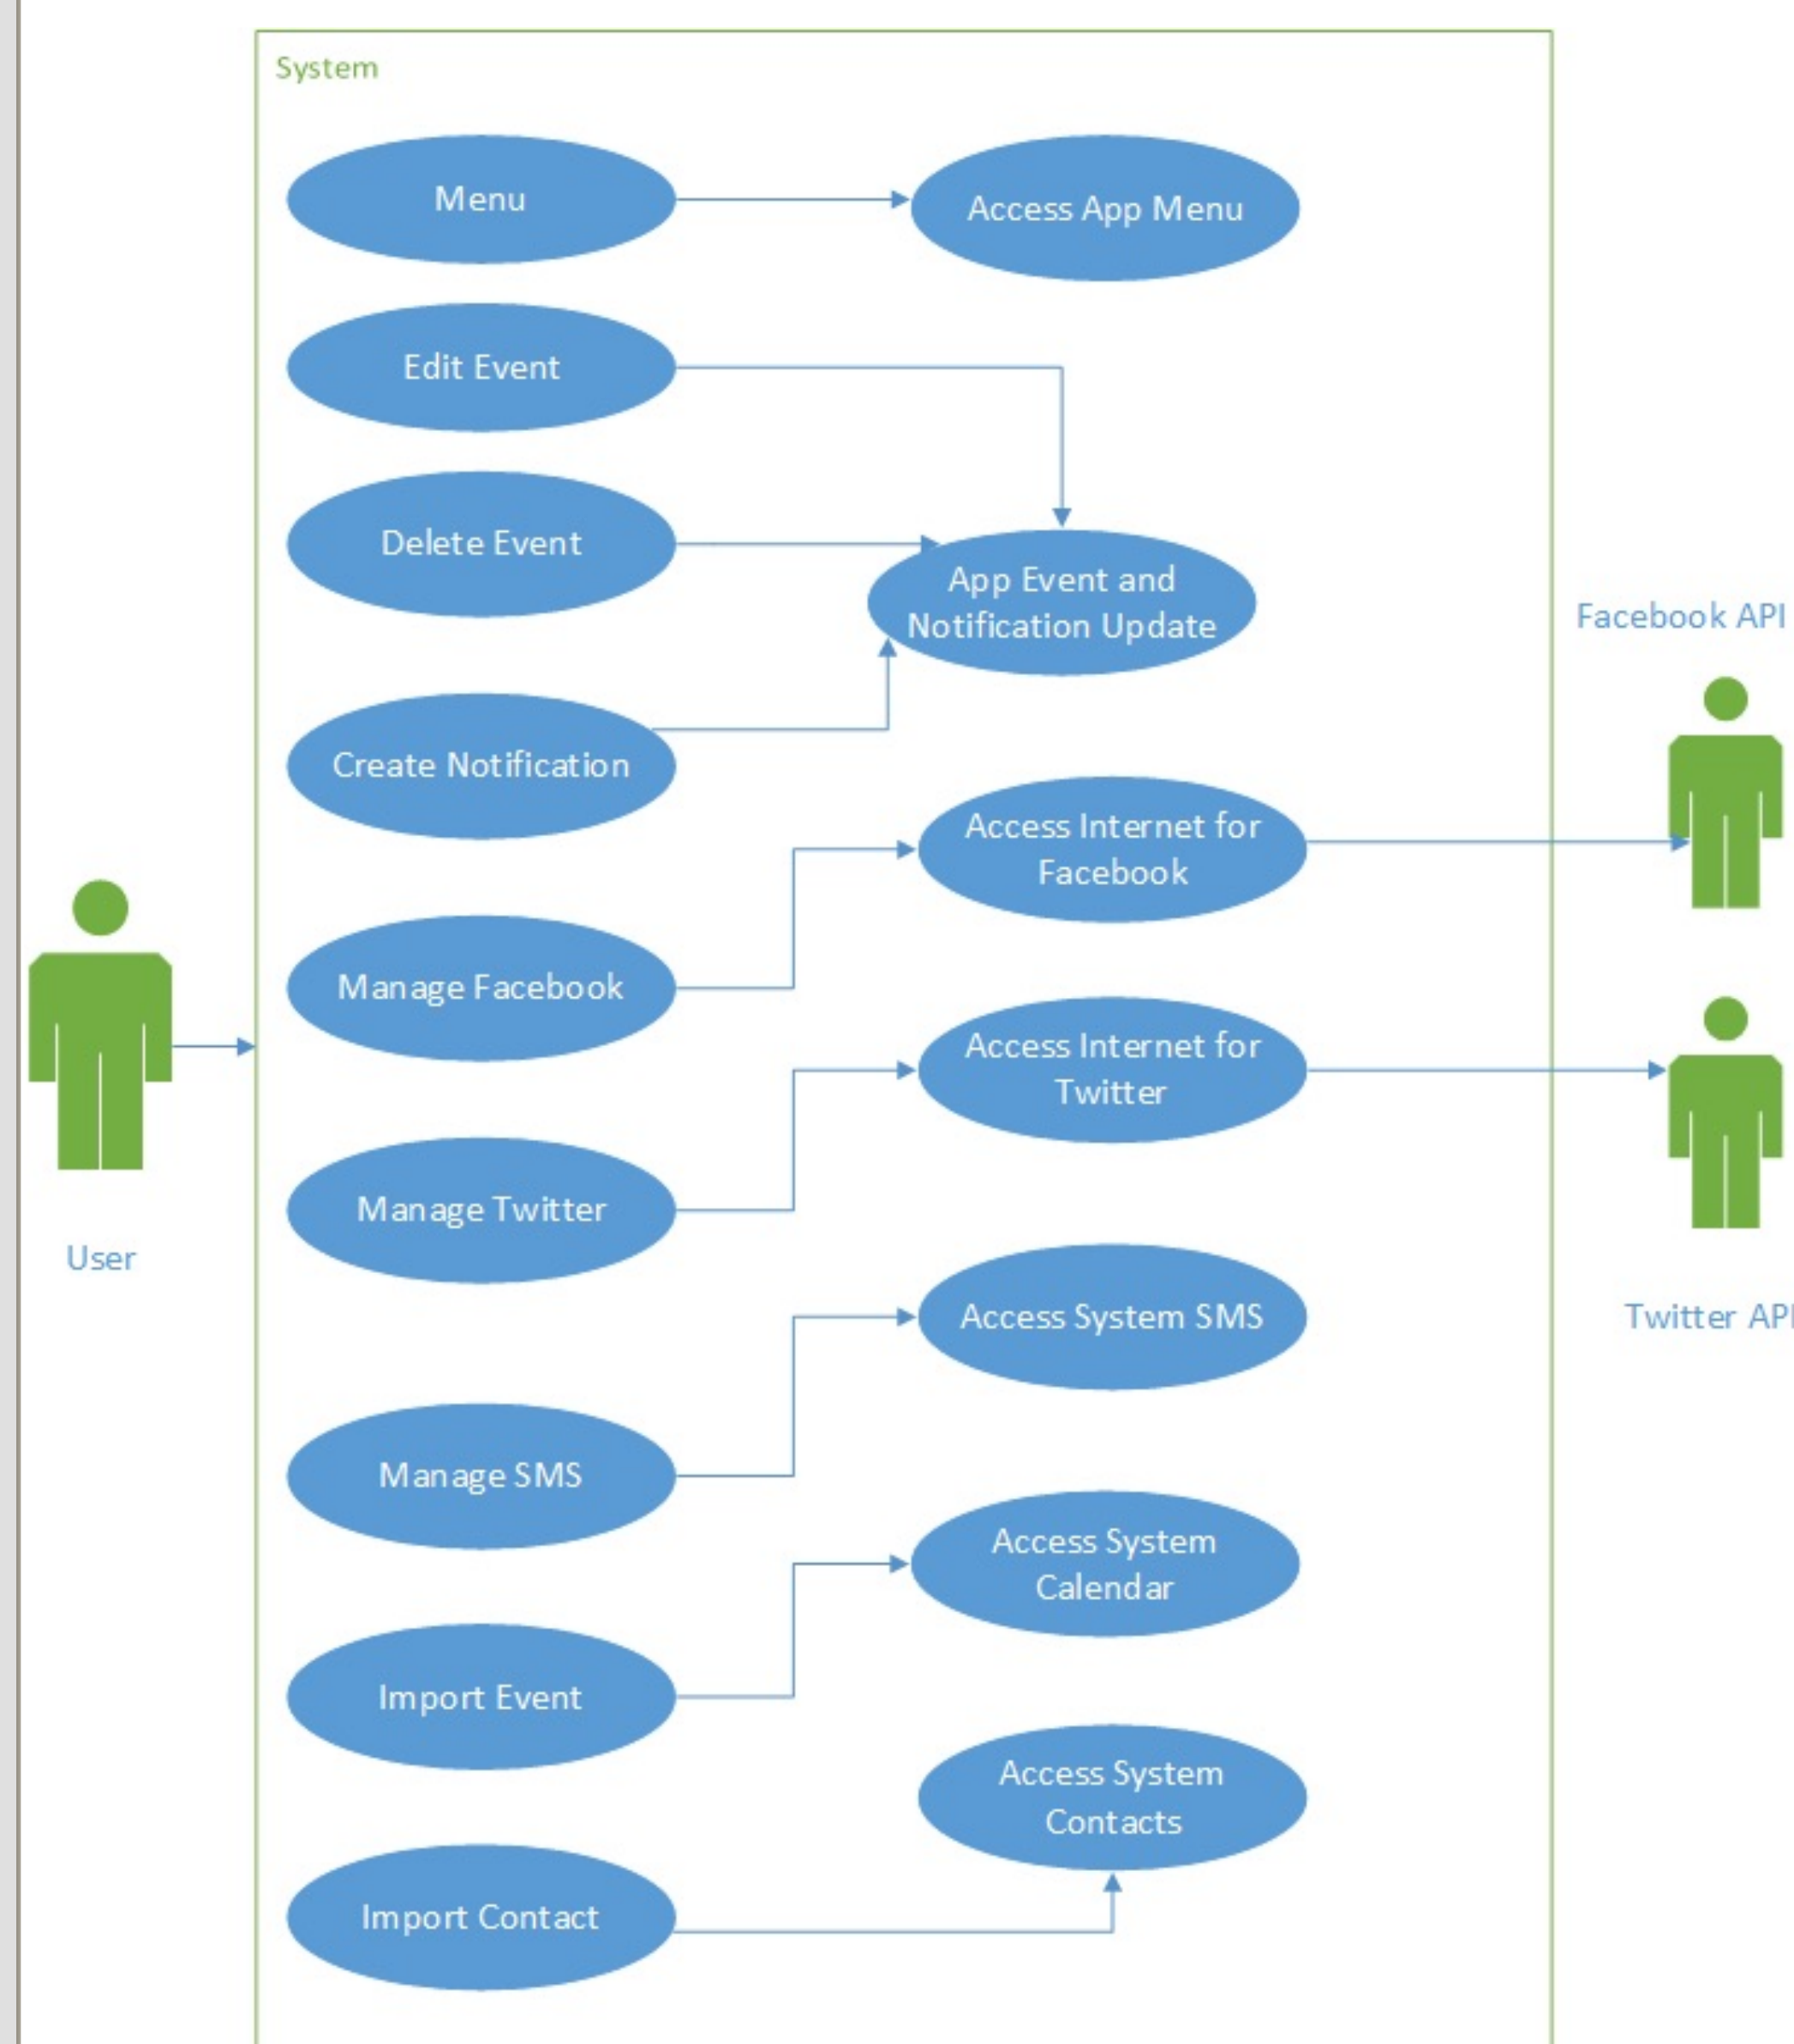 System
Menu
Access App Menu
Edit Event
Delete Event
App Event and
Notification Update
Facebook API
Create Notification
Access Internet for
Facebook
Manage Facebook
Access Internet for
Twitter
Manage Twitter
User
Access System SMS
Twitter API
Manage SMS
Access System
Calendar
Import Event
Access System
Contacts
Import Contact